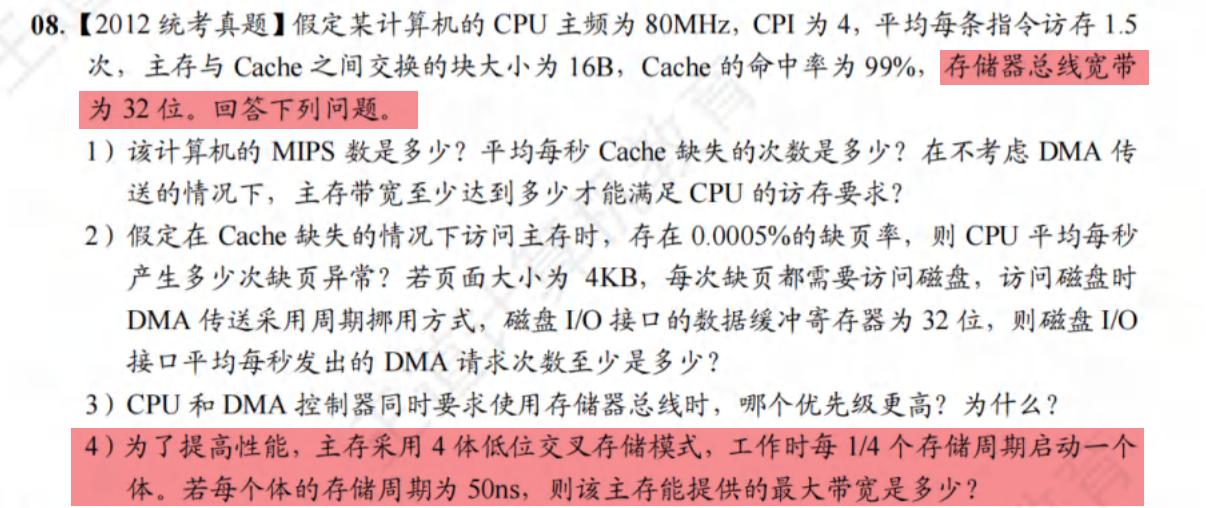 08.【2012 统考真题】假定某计算机的 CPU 主频为 80MHz，CPI 为 4，平均每条指令访存 1.5
次，主存与 Cache 之间交换的块大小为 16B，Cache 的命中率为 99%，存储器总线宽带
为 32 位。回答下列问题。
1）该计算机的 MIPS 数是多少？平均每秒 Cache 缺失的次数是多少？在不考虑 DMA 传
送的情况下，主存带宽至少达到多少才能满足 CPU 的访存要求？
2）假定在 Cache 缺失的情况下访问主存时，存在 0.0005%的缺页率，则 CPU 平均每秒
产生多少次缺页异常？若页面大小为 4KB，每次缺页都需要访问磁盘，访问磁盘时
DMA 传送采用周期挪用方式，磁盘 I/O 接口的数据缓冲寄存器为 32 位，则磁盘 I/O
接口平均每秒发出的 DMA 请求次数至少是多少？
3）CPU 和 DMA 控制器同时要求使用存储器总线时，哪个优先级更高？为什么？
4）为了提高性能，主存采用 4 体低位交叉存储模式，工作时每 1/4 个存储周期启动一个
体。若每个体的存储周期为 50ns，则该主存能提供的最大带宽是多少？